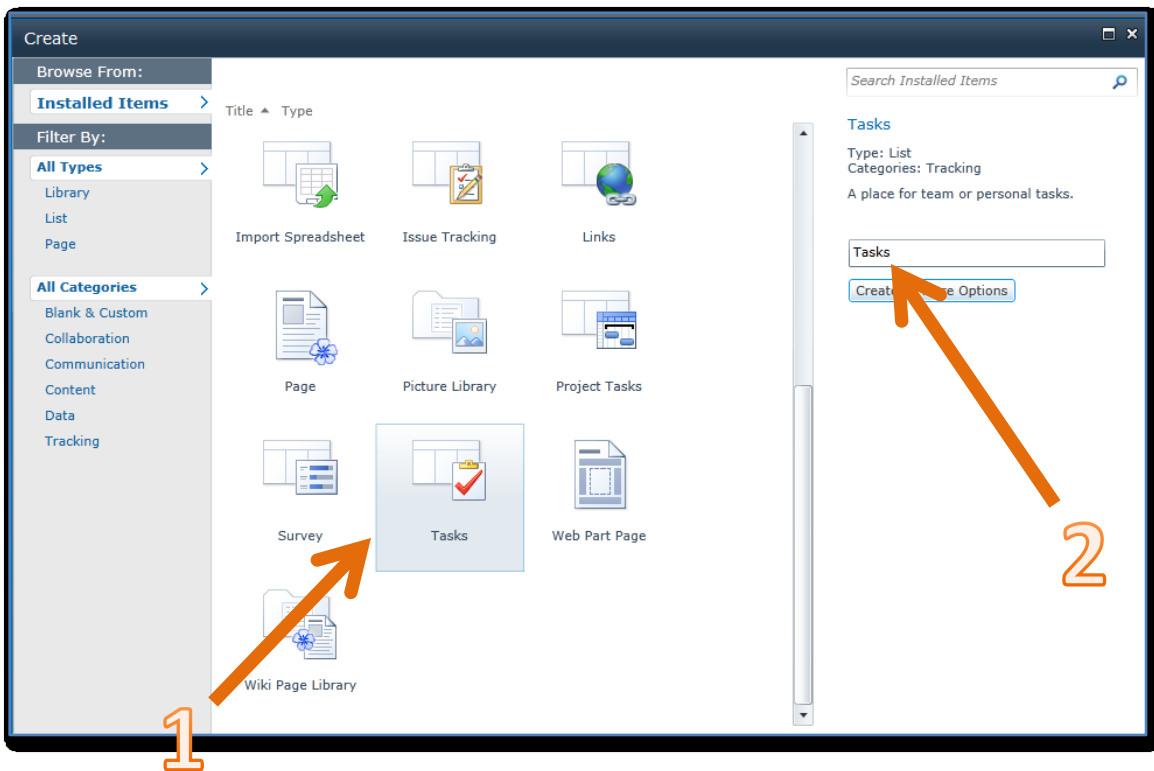 Create
Browse From:
Installed Items
Filter By:
All Types
Library
List
Page
All Categories
Blank & Custom
Collaboration
Communication
Content
Data
Tracking
Title Type
Import Spreadsheet
Issue Tracking
Links
Page
Picture Library
Project Tasks
Survey
Tasks
Web Part Page
Wiki Page Library
Search Installed Items
Tasks
Type: List
Categories: Tracking
A place for team or personal tasks.
Tasks
Create Options
1
2